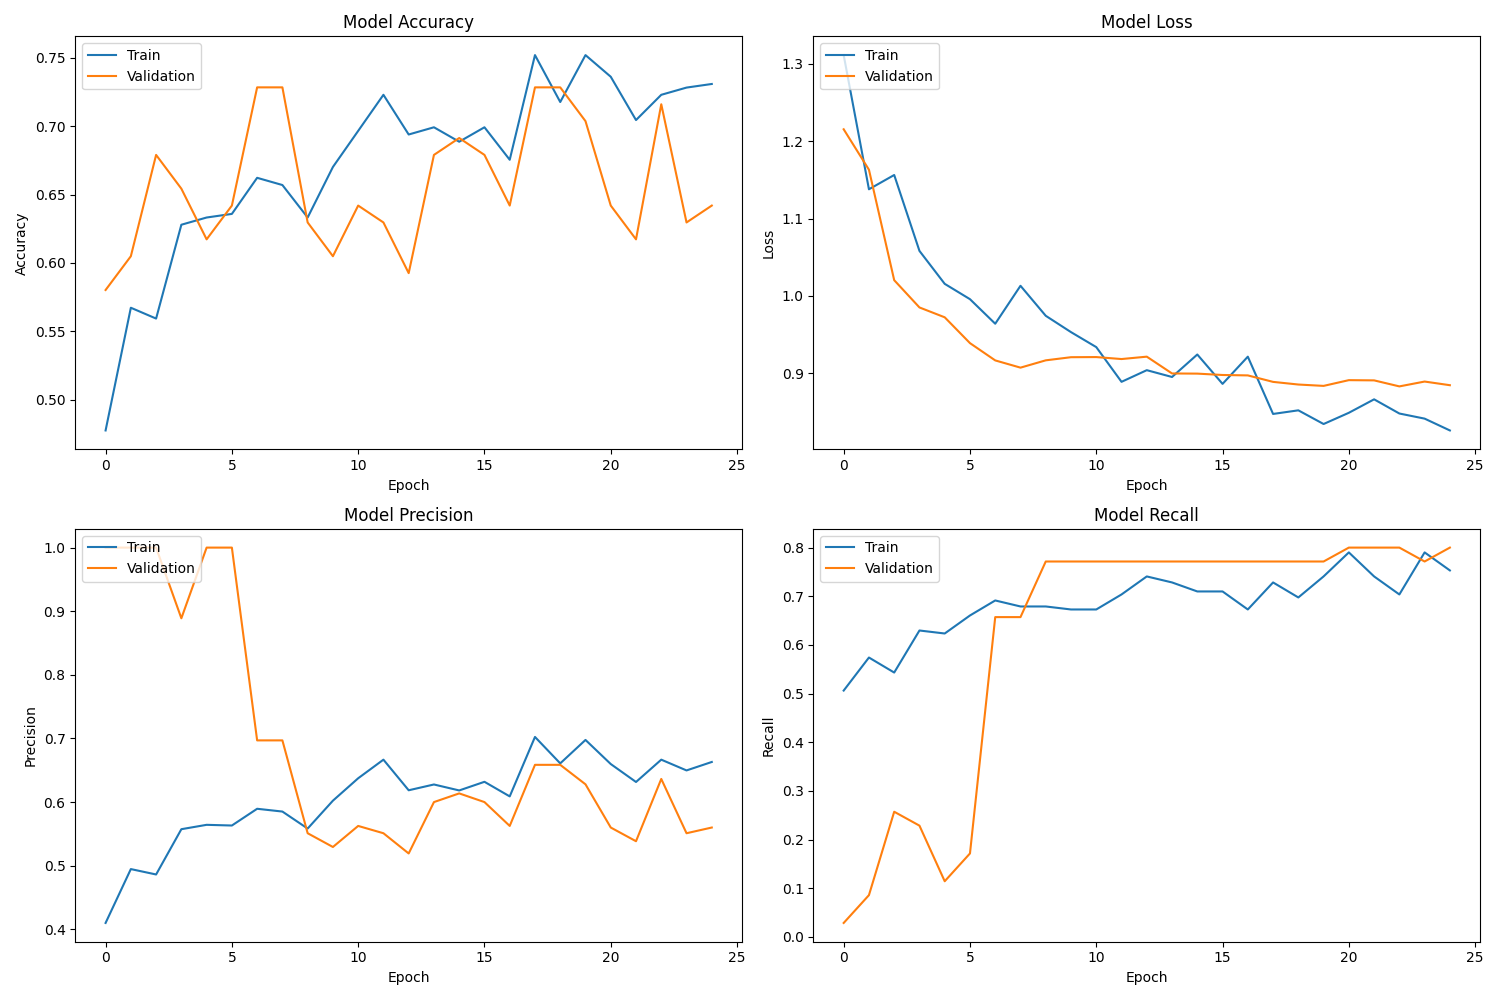 Model Accuracy
Train
Validation
0.75
0.70
0.65
0.60
0.55
0.50
Accuracy
0 5 10 15 20 25
Epoch
Model Loss
Train
Validation
1.3
1.2
1.1
1.0
0.9
Loss
0 5 10 15 20 25
Epoch
Model Precision
Train
Validation
1.0
0.9
0.8
0.7
0.6
0.5
0.4
Precision
0 5 10 15 20 25
Epoch
Model Recall
Train
Validation
0.8
0.7
0.6
0.5
0.4
0.3
0.2
0.1
0.0
Recall
0 5 10 15 20 25
Epoch